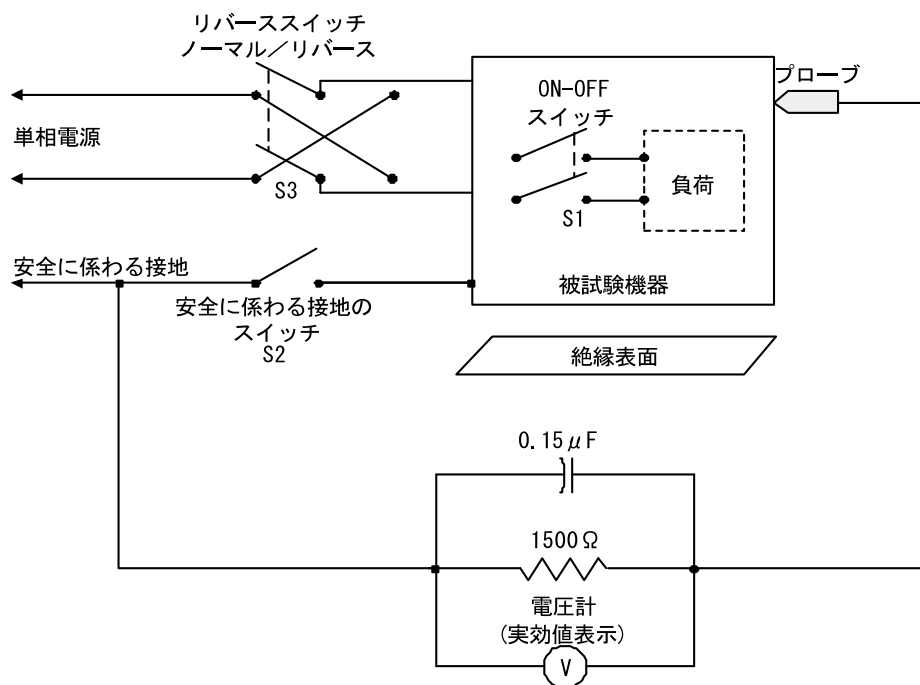 リバーススイッチ
ノーマル／リバース
プローブ
ON-OFF
スイッチ
単相電源
負荷
S3
S1
安全に係わる接地
被試験機器
安全に係わる接地の
スイッチ
S2
絶縁表面
0.15μF
1500Ω
電圧計
(実効値表示)
V